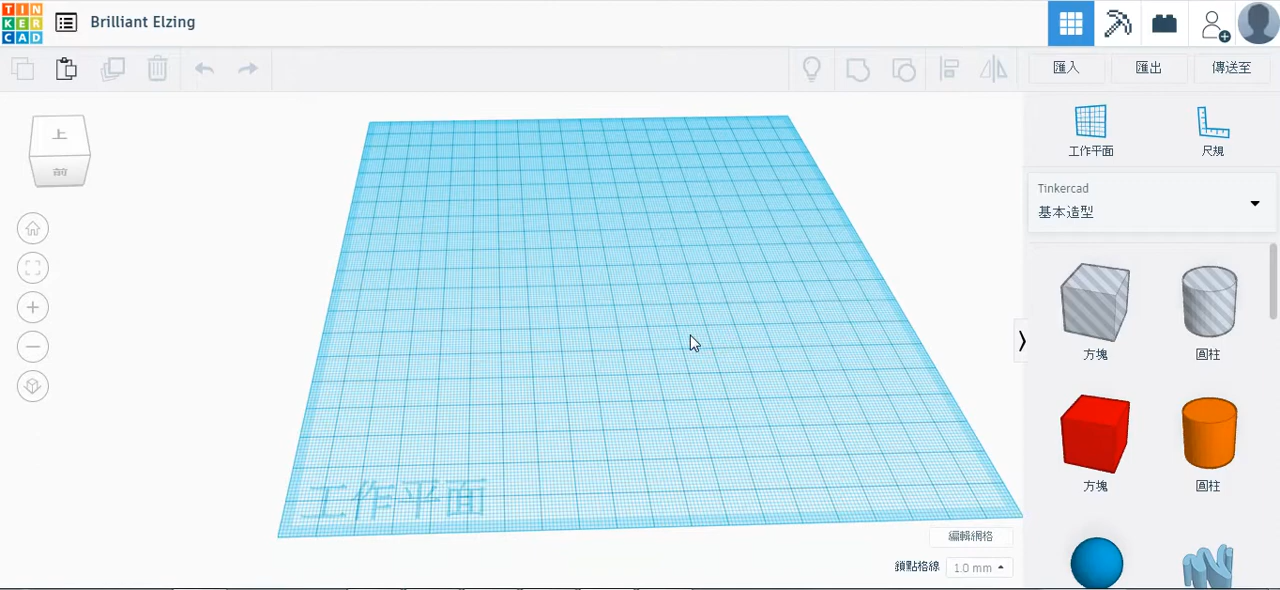 TIN
KER
CAD
Brilliant Elzing
匯入
匯出
傳送至
上
前
工作平面
尺規
Tinkercad
基本造型
方塊
圓柱
方塊
圓柱
工作平面
編輯網格
鎖點格線
1.0 mm